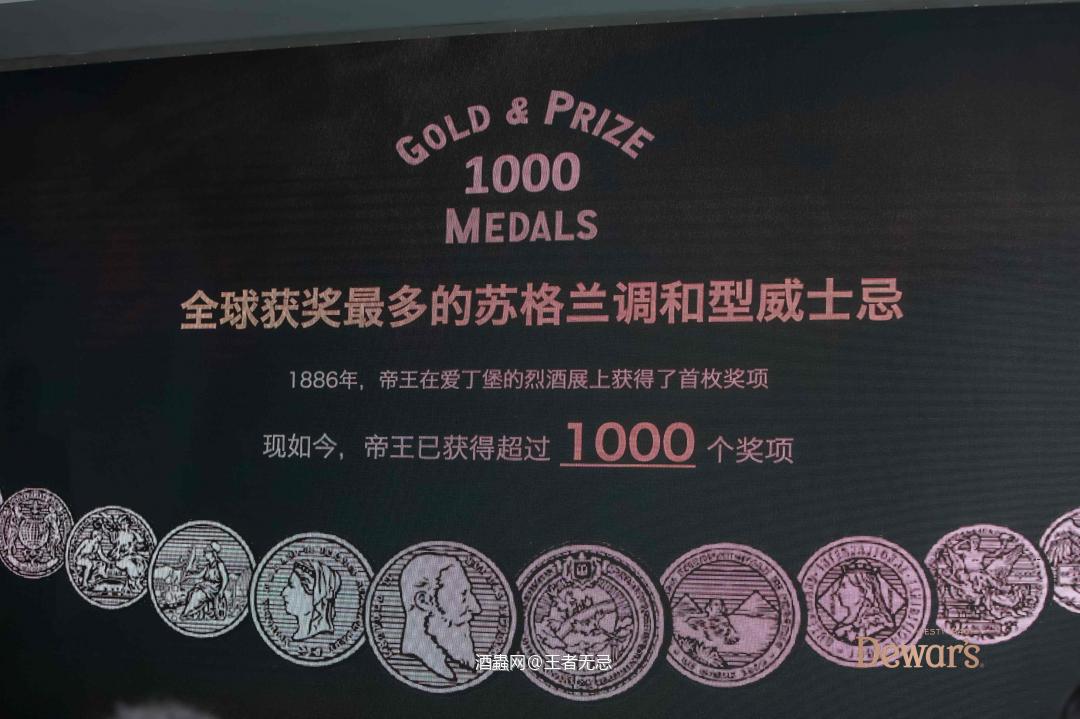 GOLD & PRIZE
1000
MEDALS
全球获奖最多的苏格兰调和型威士忌
1886年，帝王在爱丁堡的烈酒展上获得了首枚奖项
现如今，帝王已获得超过 1000 个奖项
Dewar's®
酒蟲网@王者无忌